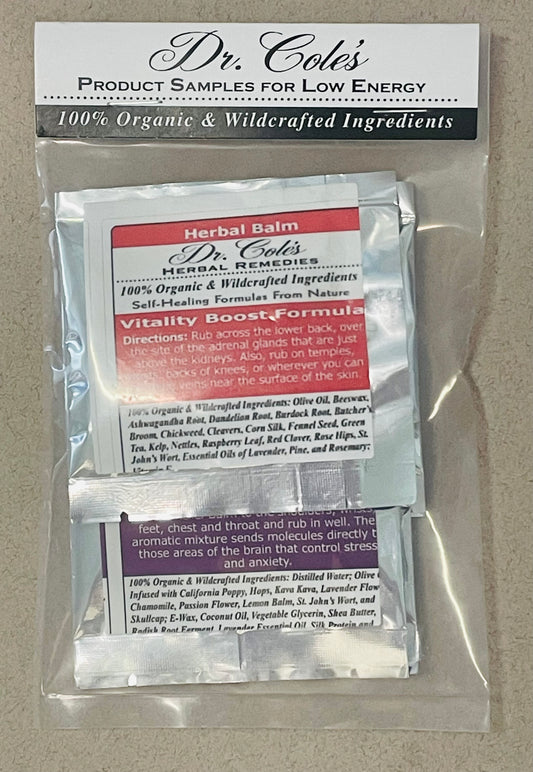 Dr. Cole's
PRODUCT SAMPLES FOR LOW ENERGY
100% Organic & Wildcrafted Ingredients
Herbal Balm
Dr. Cole's
HERBAL REMEDIES
100% Organic & Wildcrafted Ingredients
Self-Healing Formulas From Nature
Vitality Boost Formula
Directions: Rub across the lower back, over
the site of the adrenal glands that are just
above the kidneys. Also, rub on temples,
backs of knees, or wherever you can
veins near the surface of the skin.
100% Organic & Wildcrafted Ingredients: Olive Oil, Beeswax,
Ashwagandha Root, Dandelion Root, Burdock Root, Butcher's
Broom, Chickweed, Cleavers, Corn Silk, Fennel Seed, Green
Tea, Kelp, Nettles, Raspberry Leaf, Red Clover, Rose Hips, St.
John's Wort, Essential Oils of Lavender, Pine, and Rosemary;
Vitamin E
to the shoulders, wrists
feet, chest and throat and rub in well. The
aromatic mixture sends molecules directly t
those areas of the brain that control stress
and anxiety.
100% Organic & Wildcrafted Ingredients: Distilled Water; Olive
Infused with California Poppy, Hops, Kava Kava, Lavender Flow
Chamomile, Passion Flower, Lemon Balm, St. John's Wort, and
Skullcap; E-Wax, Coconut Oil, Vegetable Glycerin, Shea Butter,
Radish Root Ferment, Lavender Essential Oil, Silk Protein and